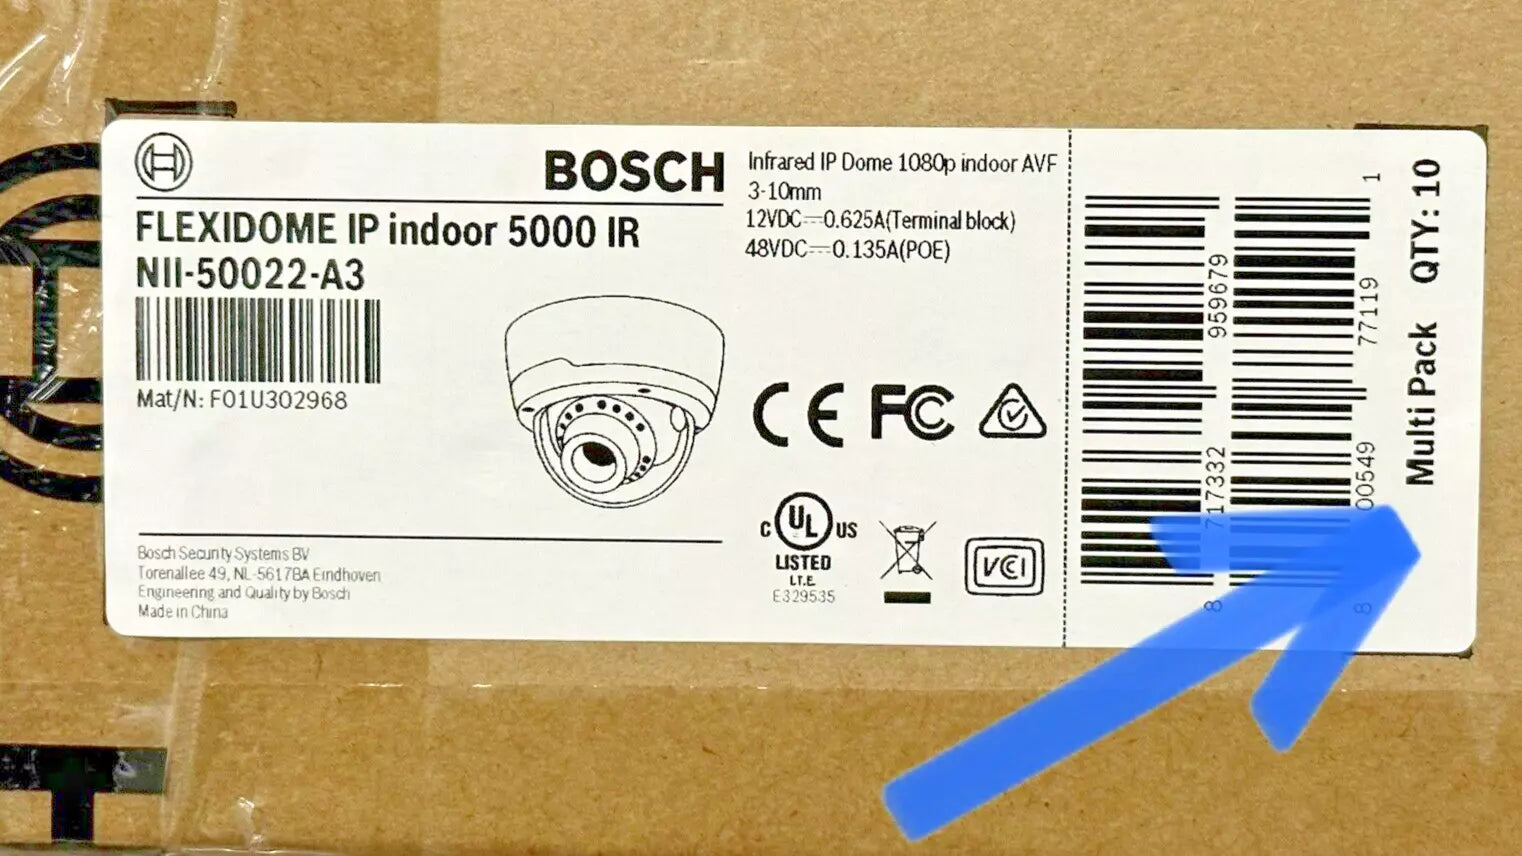 BOSCH
FLEXIDOME IP indoor 5000 IR
NII-50022-A3
Mat/N: F01U302968
Bosch Security Systems BV
Torenallee 49, NL-5617BA Eindhoven
Engineering and Quality by Bosch
Made in China
Infrared IP Dome 1080p indoor AVF
3-10mm
12VDC⎓0.625A(Terminal block)
48VDC⎓0.135A(POE)
CE FC
C UL US
LISTED
I.T.E.
E329535
VCCI
8 717332 959679
8 00549 77119 1
Multi Pack QTY: 10